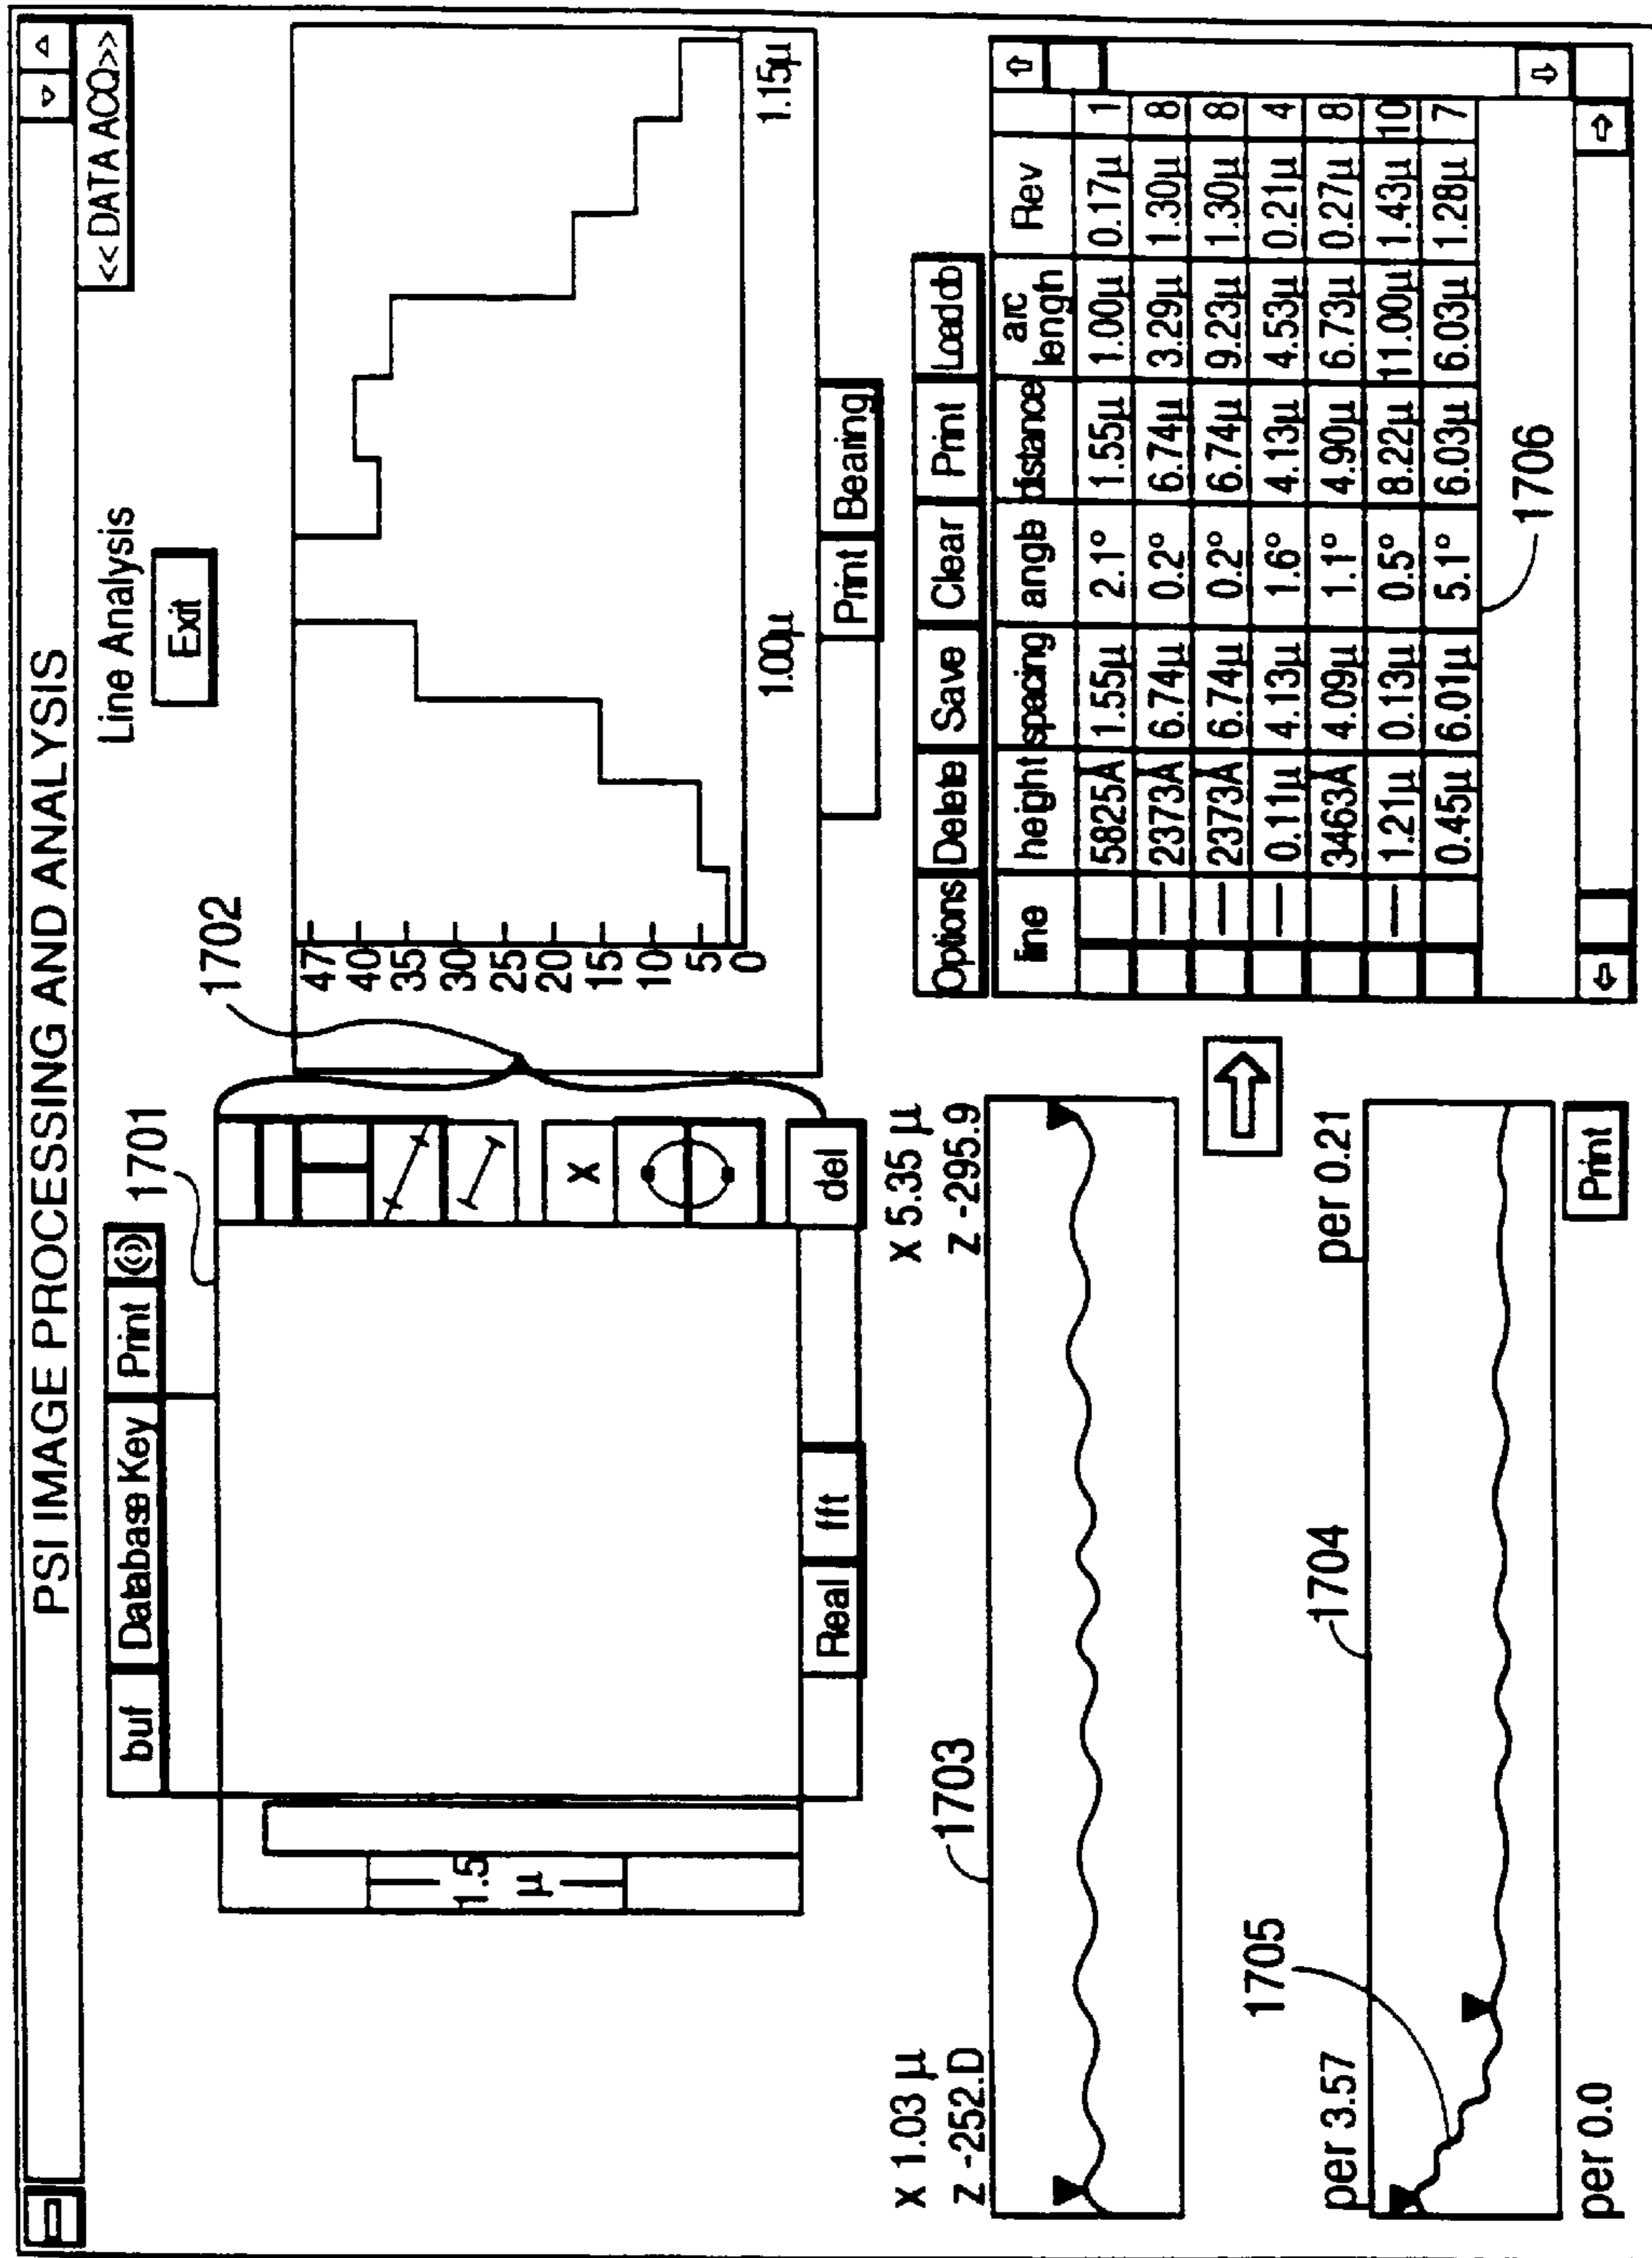 PSI IMAGE PROCESSING AND ANALYSIS
<< DATA ACQ >>
Line Analysis
Exit
buf Database Key Print
1701
1702
1.5
µ
X
del
Real fft
47
40
35
30
25
20
15
10
5
0
1.00µ 1.15µ
Print Bearing
x 1.03 µ x 5.35 µ
z -252.D z -295.9
1703
per 3.57 per 0.21
1704
1705
per 0.0
Print
Options Delete Save Clear Print Load db
line height spacing angle distance arc length Rev
5825Å 1.55µ 2.1° 1.55µ 1.00µ 0.17µ 1
— 2373Å 6.74µ 0.2° 6.74µ 3.29µ 1.30µ 8
— 2373Å 6.74µ 0.2° 6.74µ 9.23µ 1.30µ 8
— 0.11µ 4.13µ 1.6° 4.13µ 4.53µ 0.21µ 4
3463Å 4.09µ 1.1° 4.90µ 6.73µ 0.27µ 8
— 1.21µ 0.13µ 0.5° 8.22µ 11.00µ 1.43µ 10
0.45µ 6.01µ 5.1° 6.03µ 6.03µ 1.28µ 7
1706